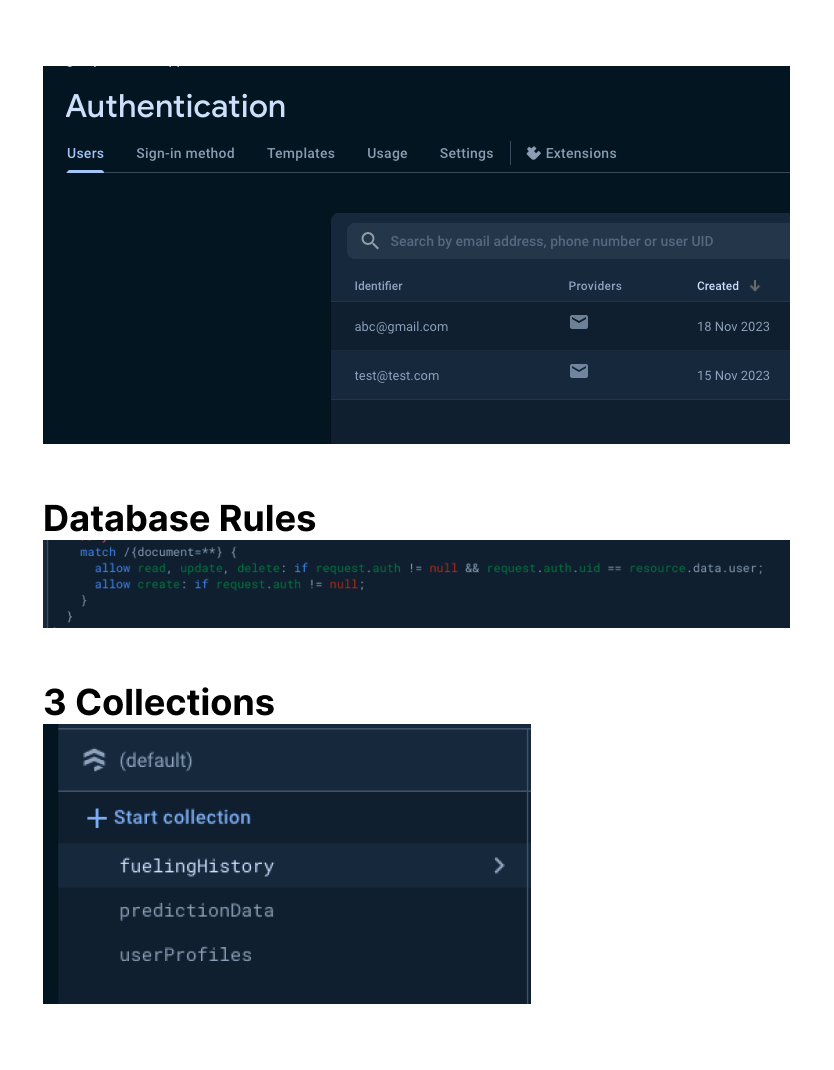 Authentication
Users Sign-in method Templates Usage Settings Extensions
Search by email address, phone number or user UID
Identifier Providers Created
abc@gmail.com 18 Nov 2023
test@test.com 15 Nov 2023
Database Rules
match /{document=**} {
allow read, update, delete: if request.auth != null && request.auth.uid == resource.data.user;
allow create: if request.auth != null;
}
}
3 Collections
(default)
+ Start collection
fuelingHistory
predictionData
userProfiles